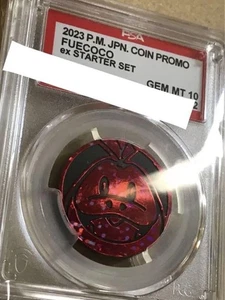 PSA
2023 P.M. JPN. COIN PROMO
FUECOCO
ex STARTER SET
GEM MT 10